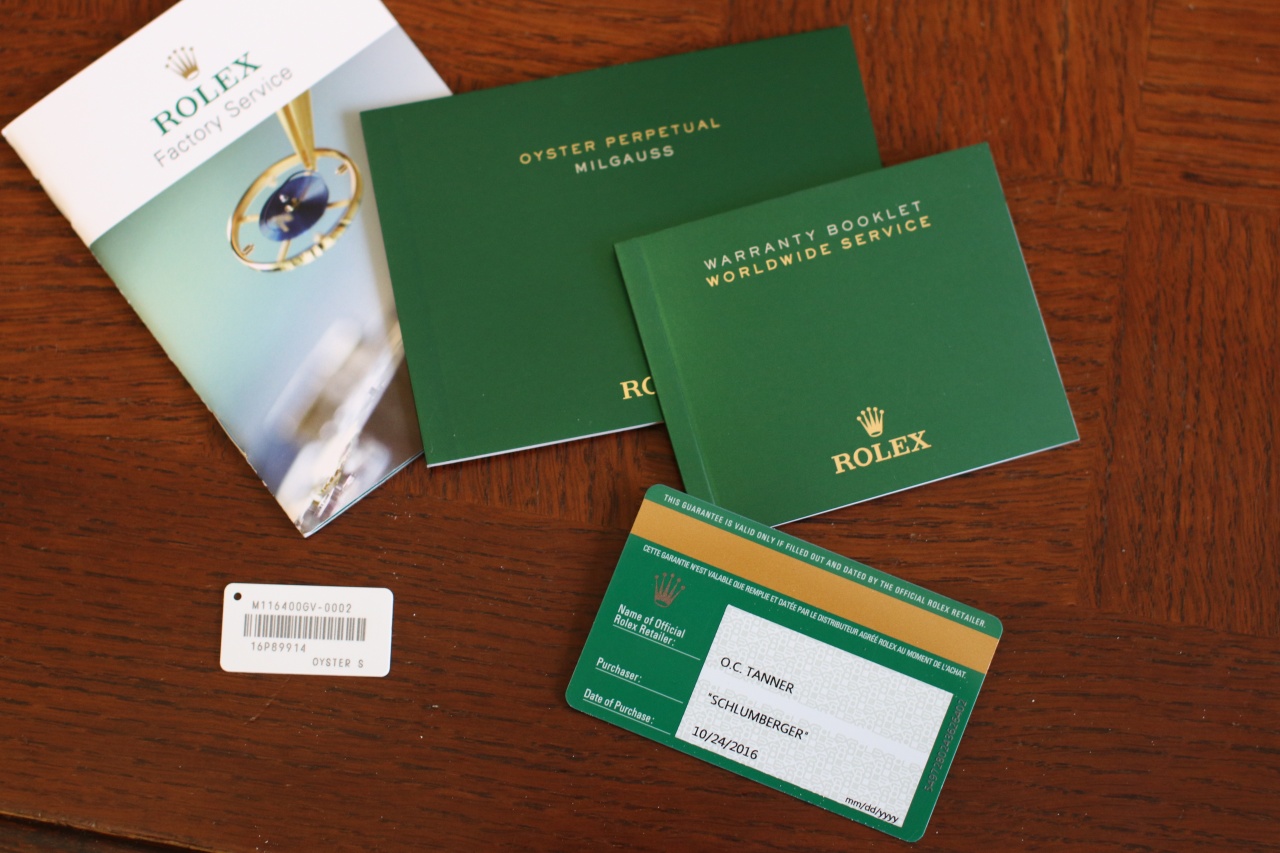 ROLEX
Factory Service
OYSTER PERPETUAL
MILGAUSS
WARRANTY BOOKLET
WORLDWIDE SERVICE
ROLEX
M116400GV-0002
16P89914
OYSTER S
THIS GUARANTEE IS VALID ONLY IF FILLED OUT AND DATED BY THE OFFICIAL ROLEX RETAILER.
CETTE GARANTIE N'EST VALABLE QUE REMPLIE ET DATÉE PAR LE DISTRIBUTEUR AGRÉÉ ROLEX AU MOMENT DE L'ACHAT.
Name of Official
Rolex Retailer:
O.C. TANNER
Purchaser:
"SCHLUMBERGER"
Date of Purchase:
10/24/2016
mm/dd/yyyy